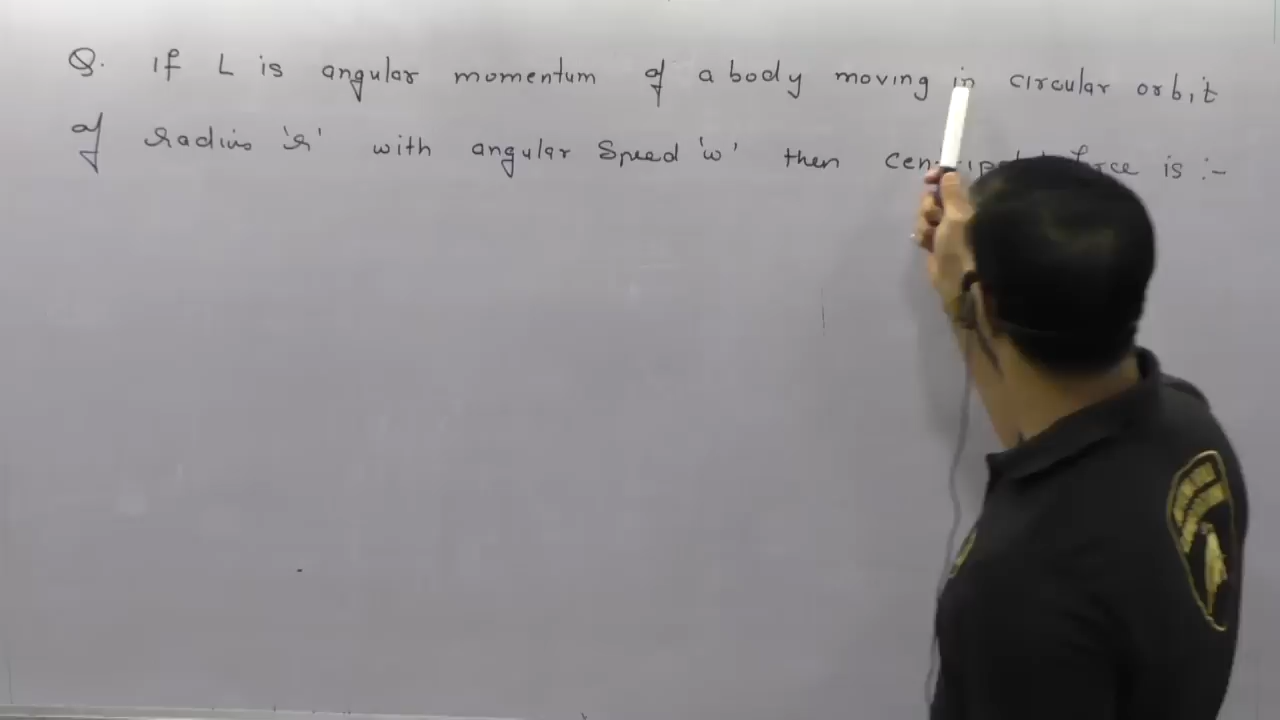 Q. If L is angular momentum of a body moving in circular orbit
of radius 'r' with angular speed 'w' then is :-